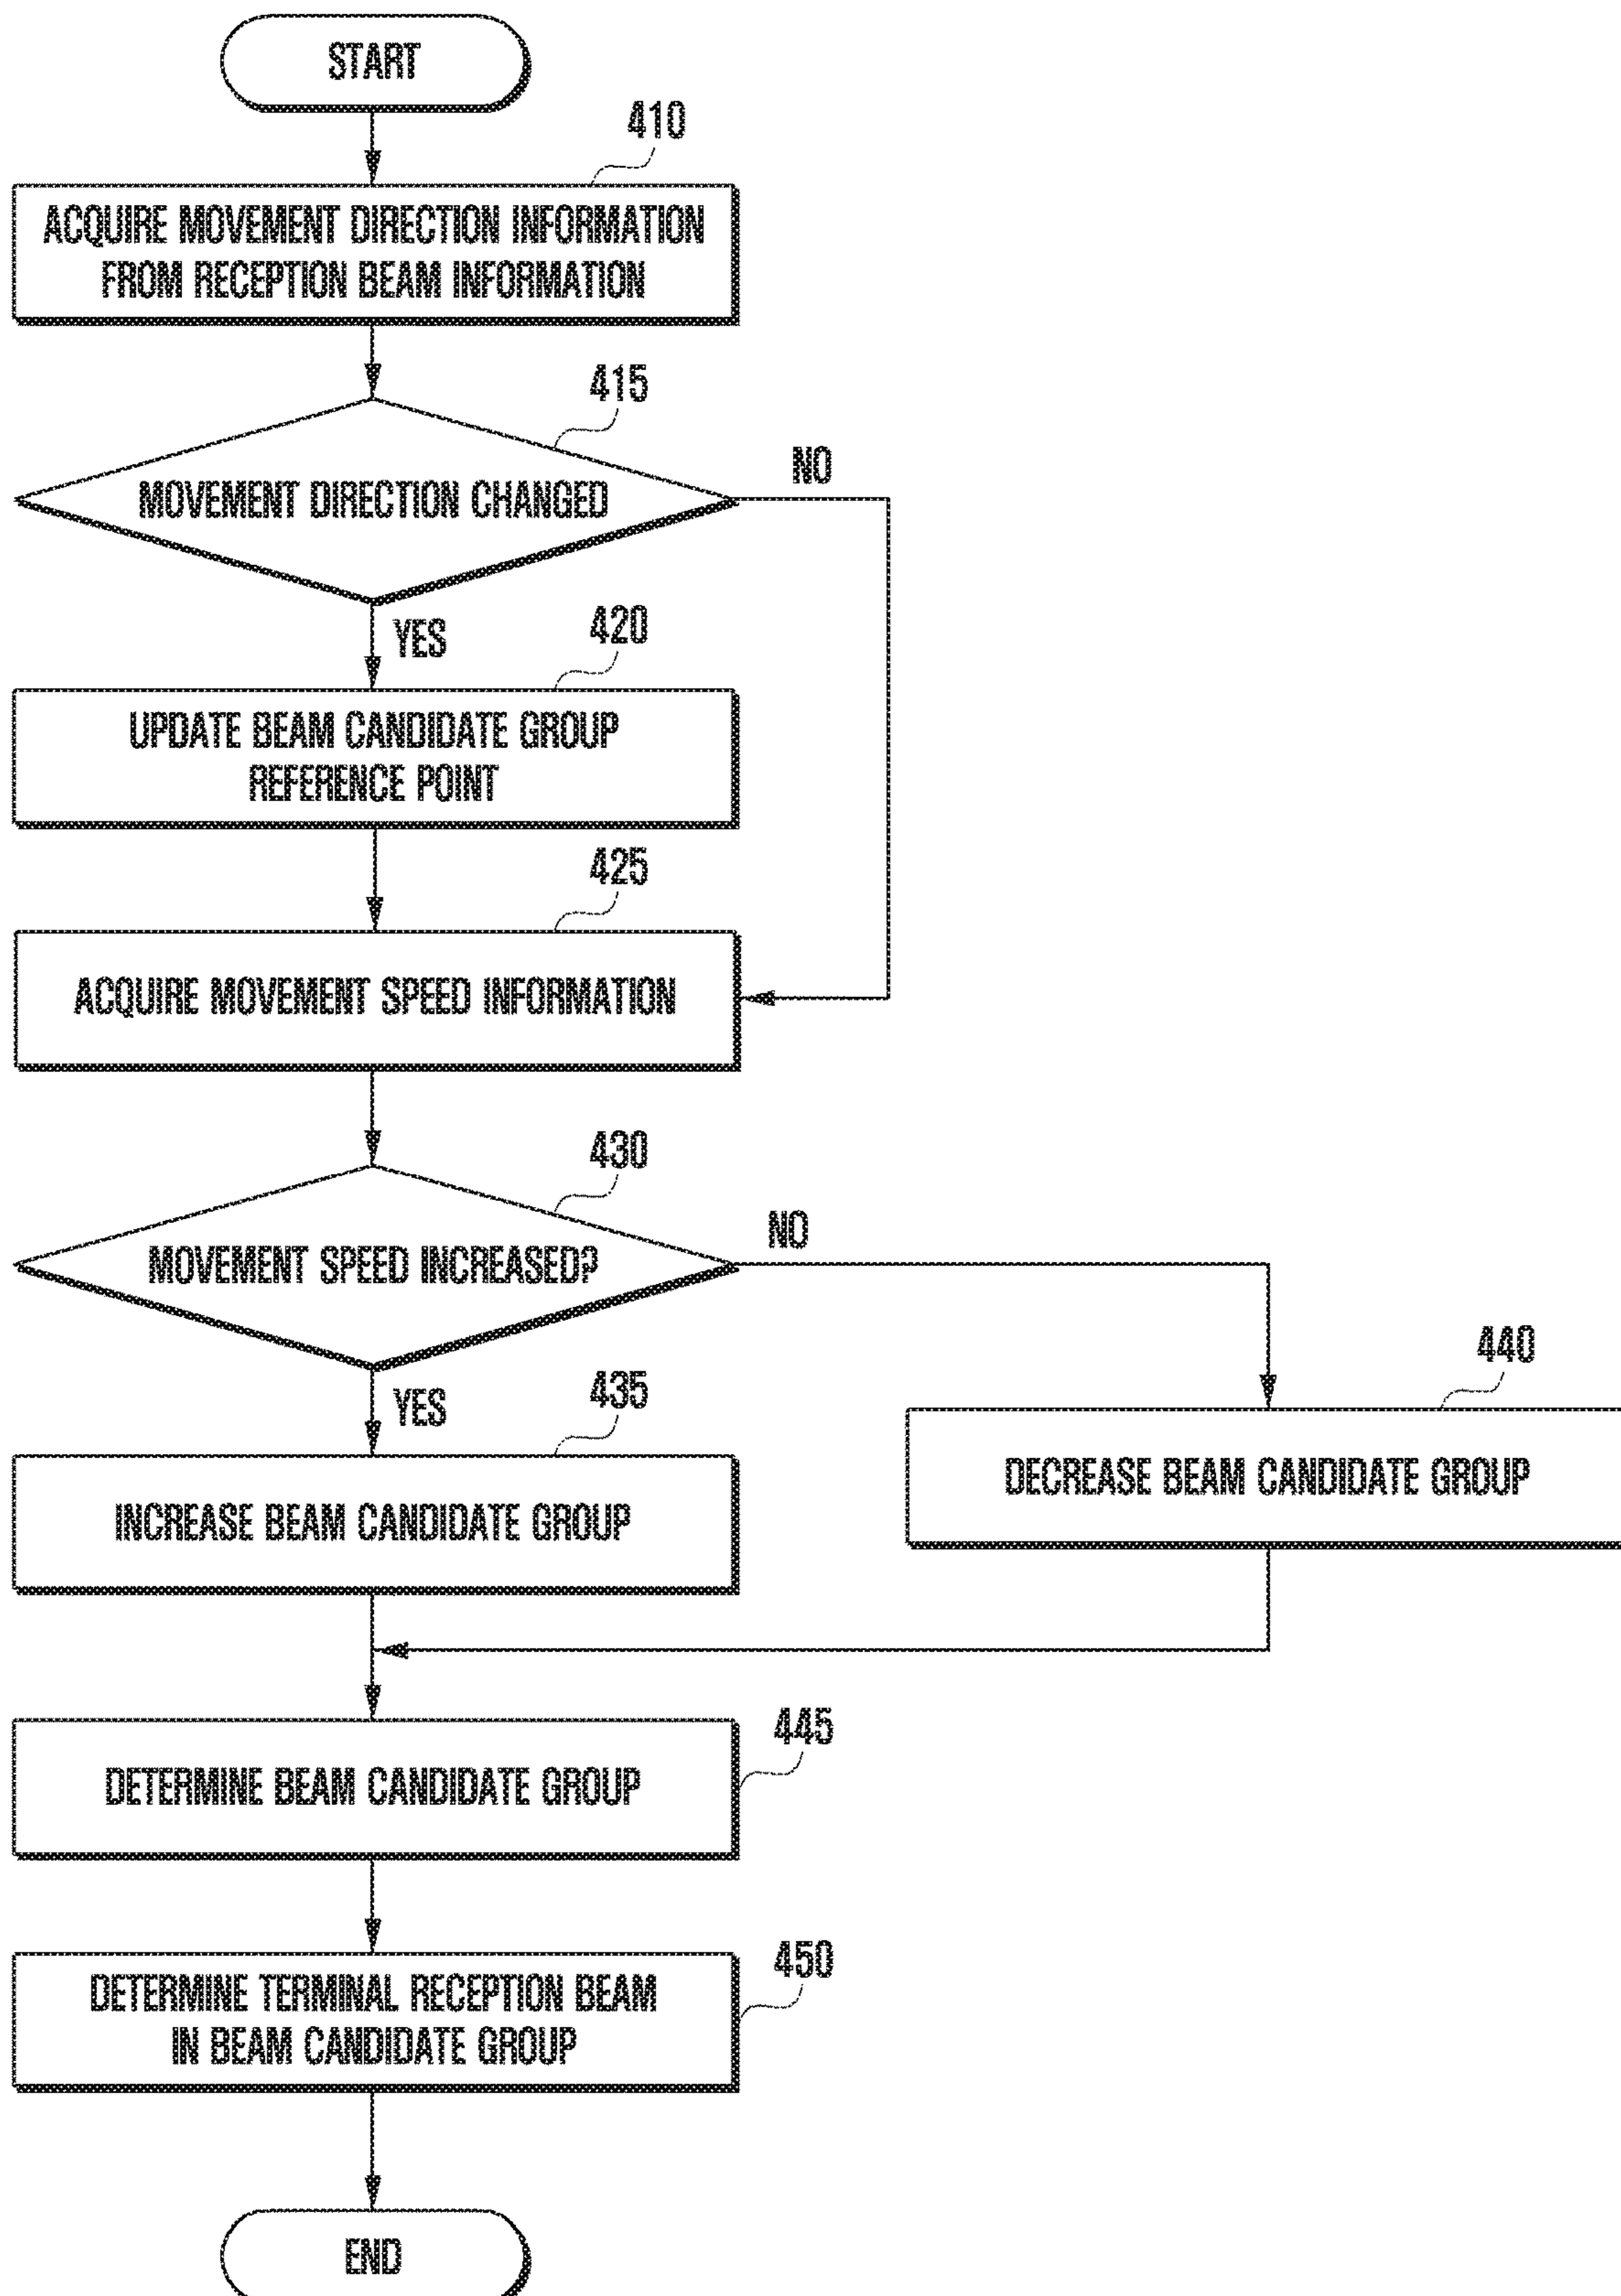 START
410
ACQUIRE MOVEMENT DIRECTION INFORMATION
FROM RECEPTION BEAM INFORMATION
415
MOVEMENT DIRECTION CHANGED
NO
YES
420
UPDATE BEAM CANDIDATE GROUP
REFERENCE POINT
425
ACQUIRE MOVEMENT SPEED INFORMATION
430
MOVEMENT SPEED INCREASED?
NO
YES
435
INCREASE BEAM CANDIDATE GROUP
440
DECREASE BEAM CANDIDATE GROUP
445
DETERMINE BEAM CANDIDATE GROUP
450
DETERMINE TERMINAL RECEPTION BEAM
IN BEAM CANDIDATE GROUP
END